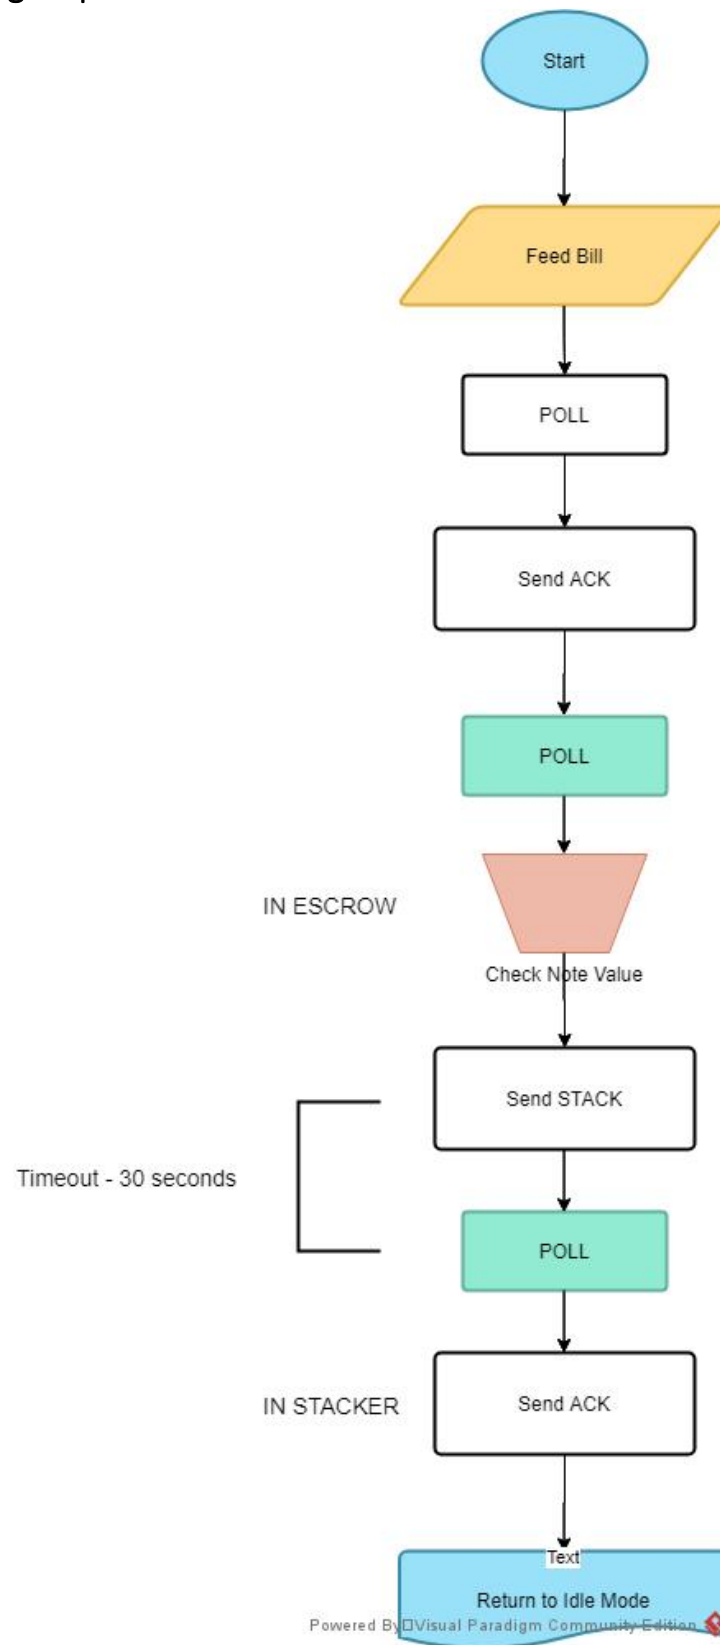 Start
Feed Bill
POLL
Send ACK
POLL
IN ESCROW
Check Note Value
Send STACK
Timeout - 30 seconds
POLL
IN STACKER
Send ACK
Text
Return to Idle Mode
Powered By Visual Paradigm Community Edition